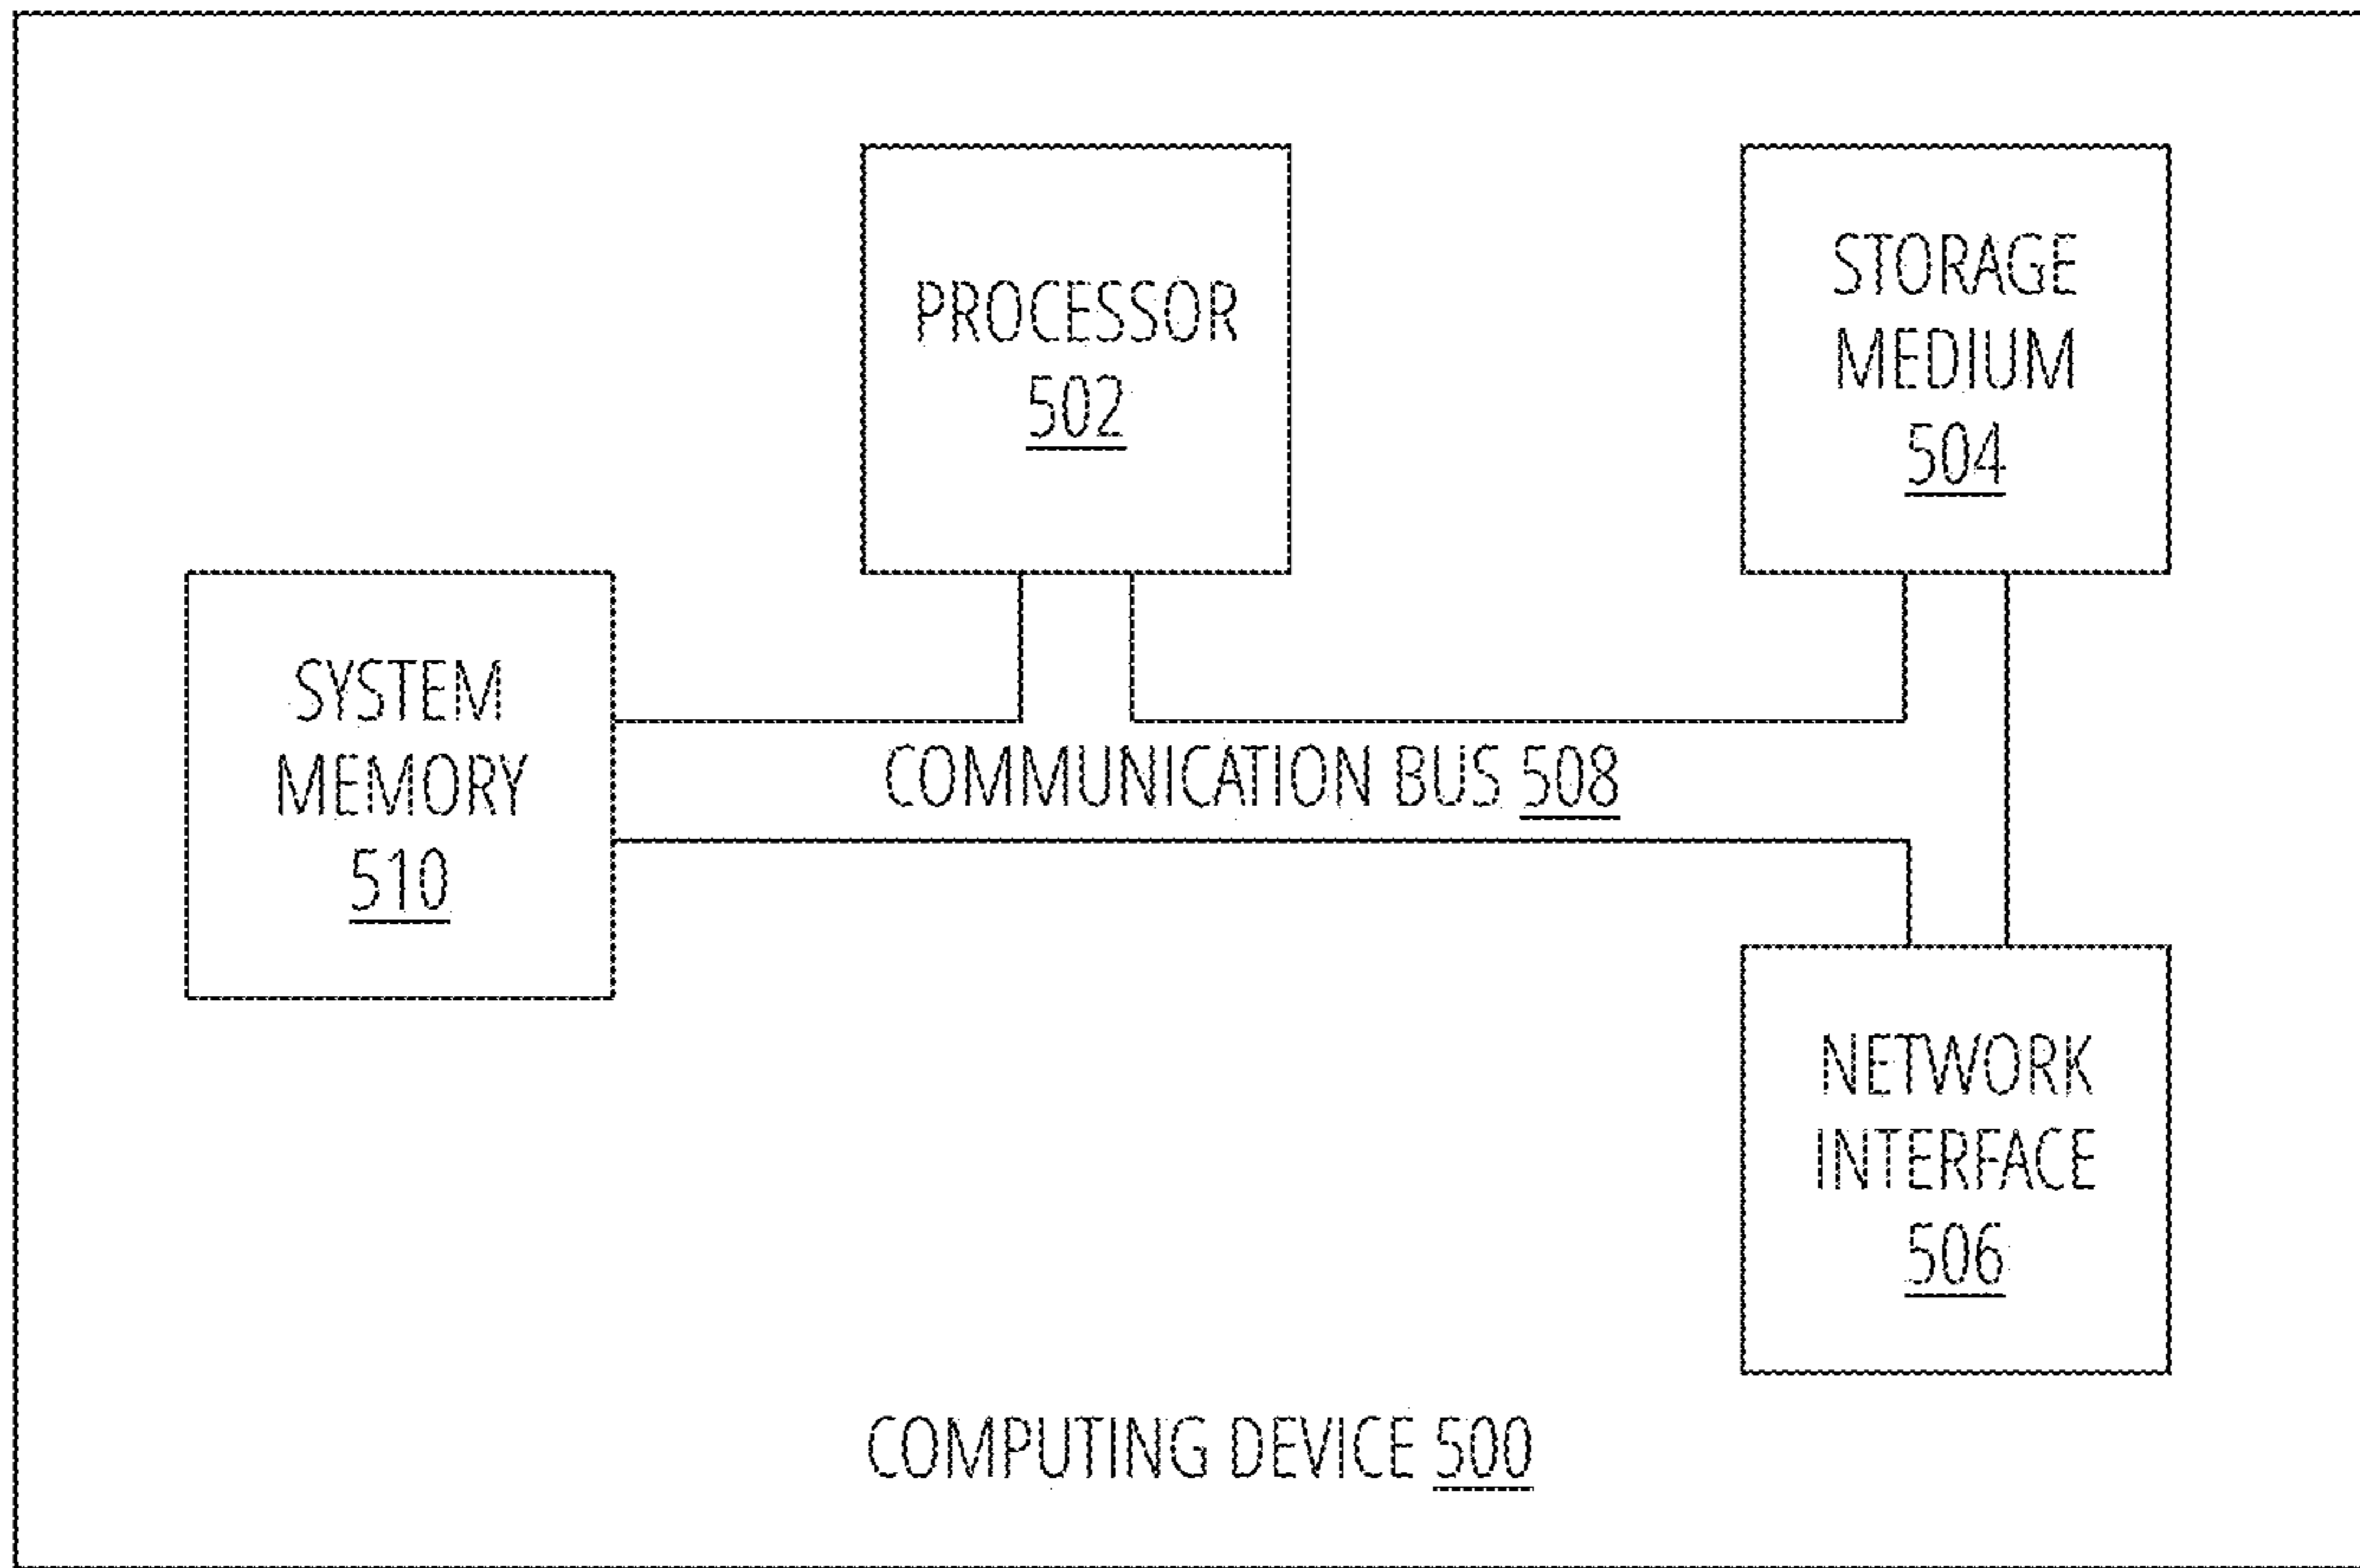 PROCESSOR
502
STORAGE
MEDIUM
504
SYSTEM
MEMORY
510
COMMUNICATION BUS 508
NETWORK
INTERFACE
506
COMPUTING DEVICE 500